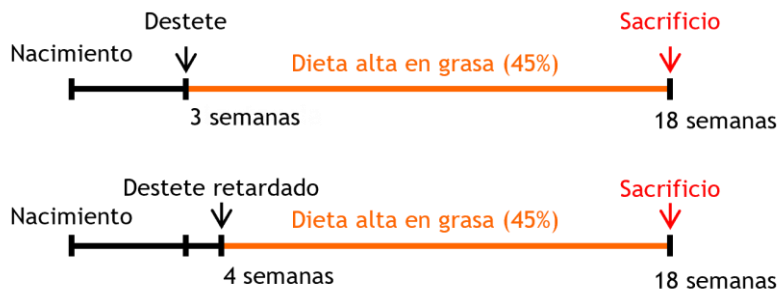 Destete
Sacrificio
Nacimiento
Dieta alta en grasa (45%)
3 semanas
18 semanas
Destete retardado
Sacrificio
Nacimiento
Dieta alta en grasa (45%)
4 semanas
18 semanas